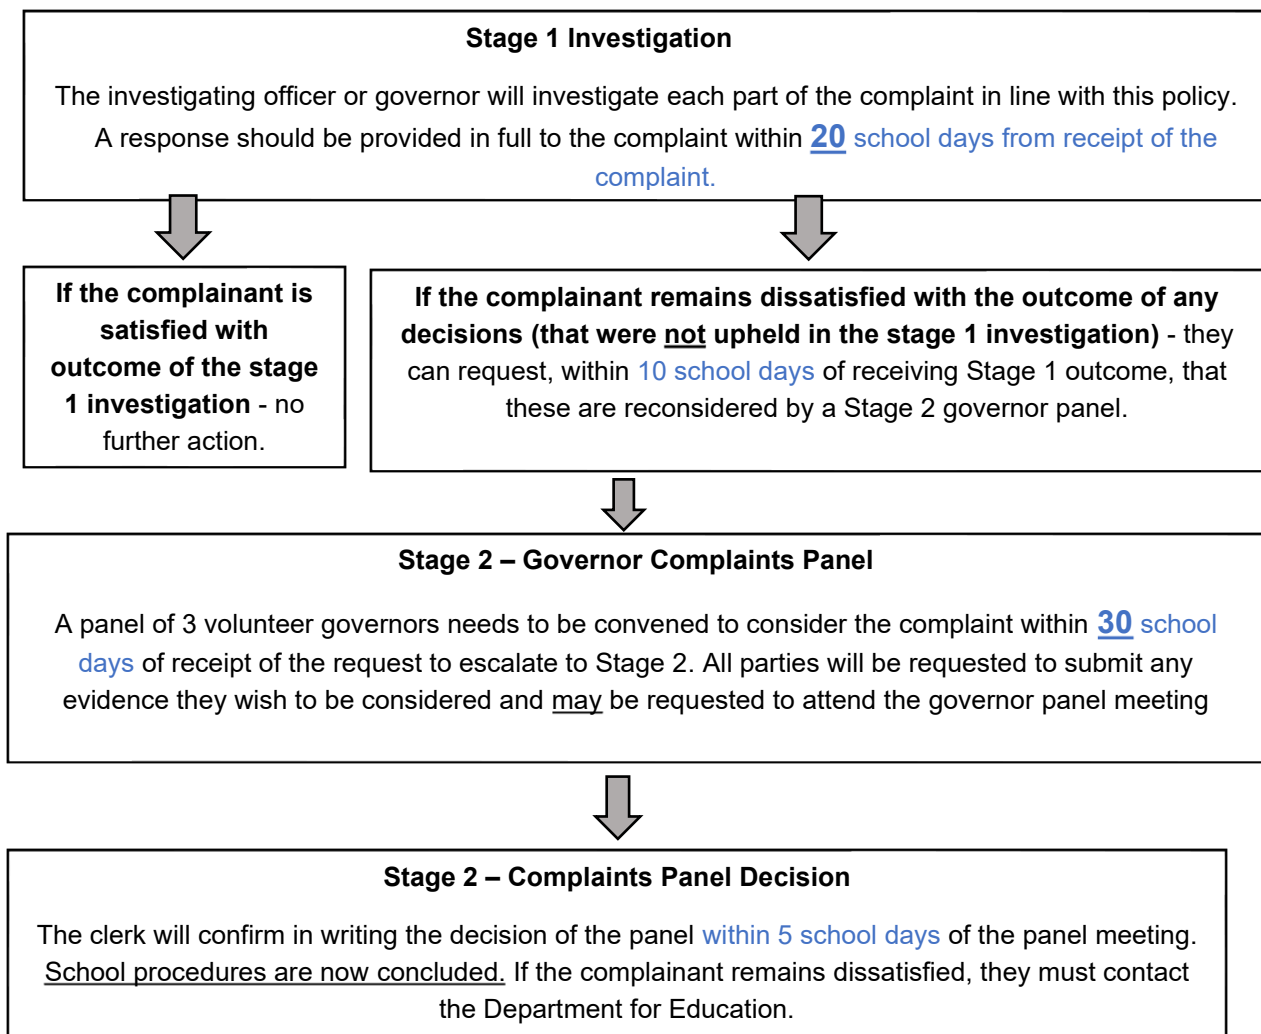 Stage 1 Investigation
The investigating officer or governor will investigate each part of the complaint in line with this policy.
A response should be provided in full to the complaint within 20 school days from receipt of the
complaint.
If the complainant is
satisfied with
outcome of the stage
1 investigation - no
further action.
If the complainant remains dissatisfied with the outcome of any
decisions (that were not upheld in the stage 1 investigation) - they
can request, within 10 school days of receiving Stage 1 outcome, that
these are reconsidered by a Stage 2 governor panel.
Stage 2 – Governor Complaints Panel
A panel of 3 volunteer governors needs to be convened to consider the complaint within 30 school
days of receipt of the request to escalate to Stage 2. All parties will be requested to submit any
evidence they wish to be considered and may be requested to attend the governor panel meeting
Stage 2 – Complaints Panel Decision
The clerk will confirm in writing the decision of the panel within 5 school days of the panel meeting.
School procedures are now concluded. If the complainant remains dissatisfied, they must contact
the Department for Education.